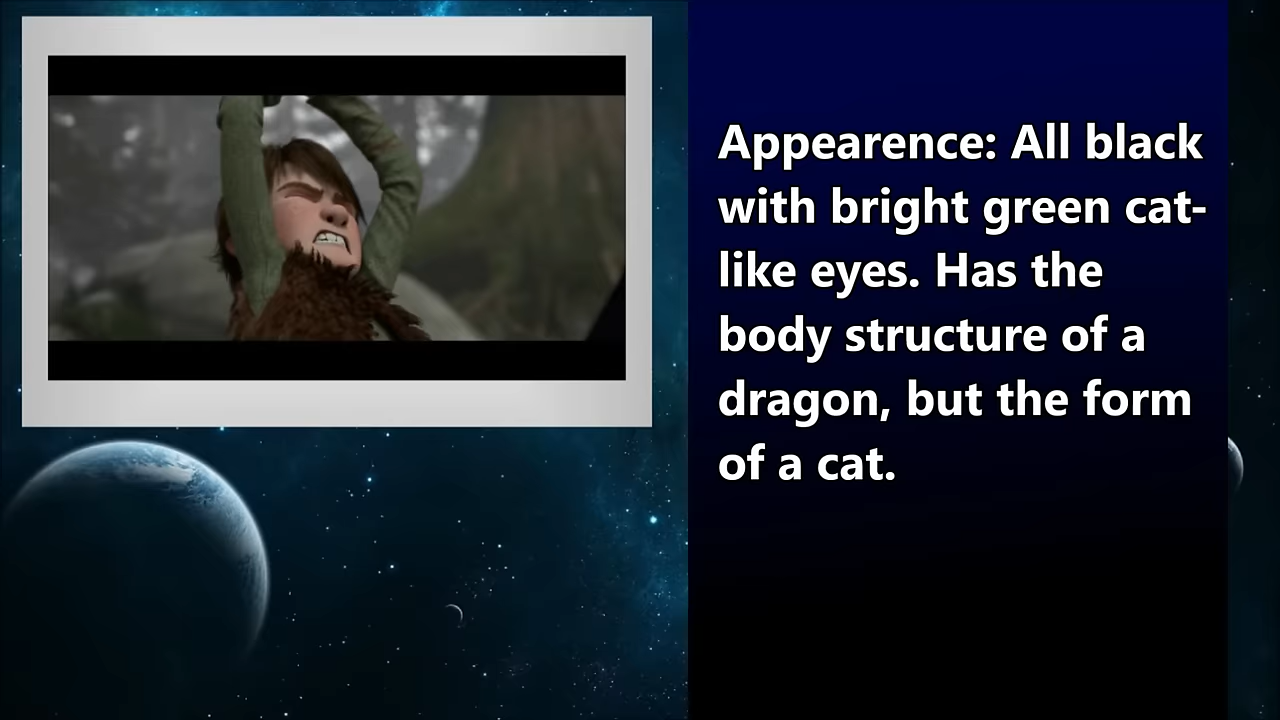 Appearence: All black
with bright green cat-
like eyes. Has the
body structure of a
dragon, but the form
of a cat.